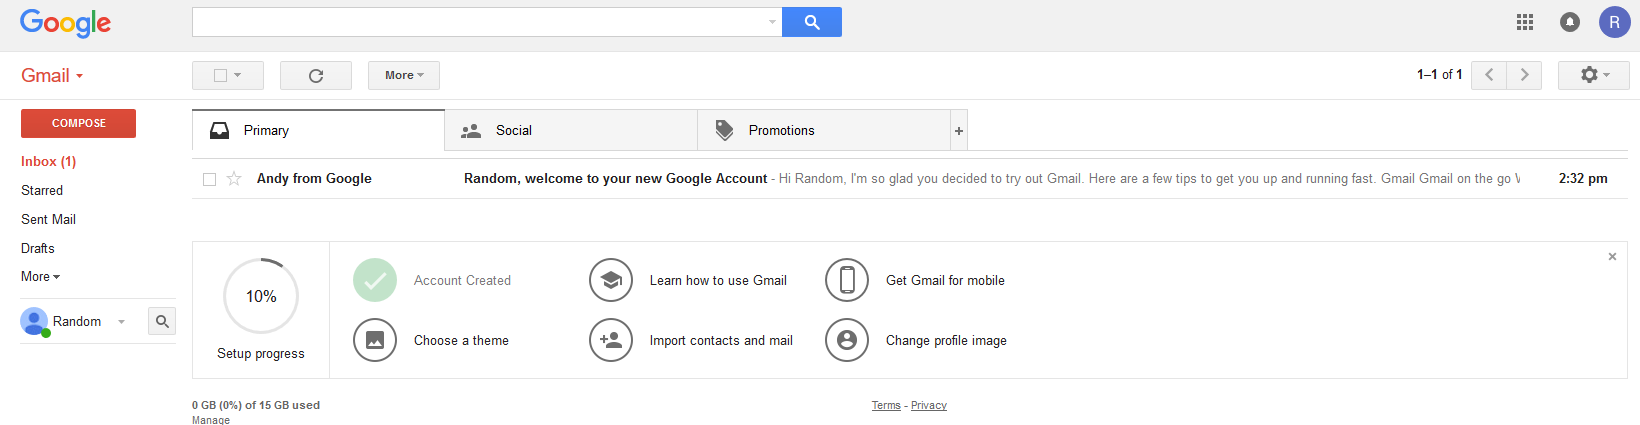 Google
R
Gmail
More
1–1 of 1
COMPOSE
Primary
Social
Promotions
+
Inbox (1)
Starred
Sent Mail
Drafts
More
Andy from Google
Random, welcome to your new Google Account - Hi Random, I'm so glad you decided to try out Gmail. Here are a few tips to get you up and running fast. Gmail Gmail on the go
2:32 pm
Random
10%
Setup progress
Account Created
Learn how to use Gmail
Get Gmail for mobile
Choose a theme
Import contacts and mail
Change profile image
0 GB (0%) of 15 GB used
Manage
Terms - Privacy